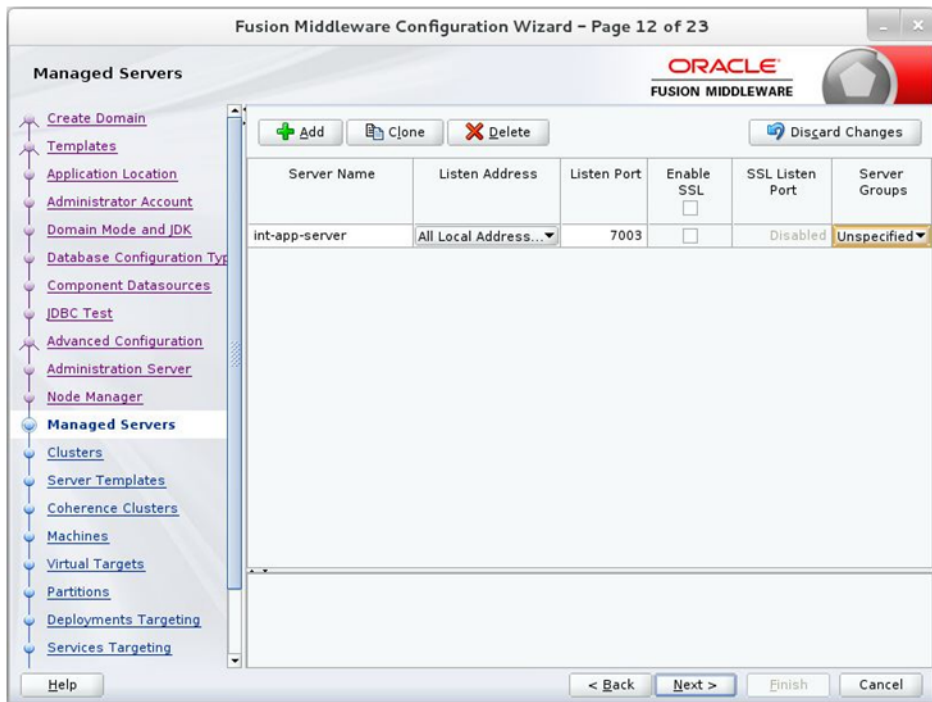 Fusion Middleware Configuration Wizard – Page 12 of 23
Managed Servers
ORACLE
FUSION MIDDLEWARE
Create Domain
Templates
Application Location
Administrator Account
Domain Mode and JDK
Database Configuration Typ
Component Datasources
JDBC Test
Advanced Configuration
Administration Server
Node Manager
Managed Servers
Clusters
Server Templates
Coherence Clusters
Machines
Virtual Targets
Partitions
Deployments Targeting
Services Targeting
Add Clone Delete Discard Changes
Server Name Listen Address Listen Port Enable SSL SSL Listen Port Server Groups
int-app-server All Local Address... 7003 Disabled Unspecified
Help < Back Next > Finish Cancel